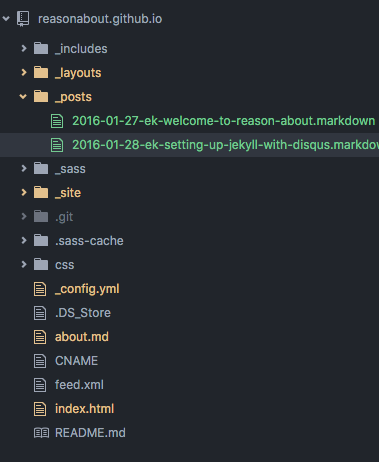 reasonabout.github.io
_includes
_layouts
_posts
2016-01-27-ek-welcome-to-reason-about.markdown
2016-01-28-ek-setting-up-jekyll-with-disqus.markdow
_sass
_site
.git
.sass-cache
css
_config.yml
.DS_Store
about.md
CNAME
feed.xml
index.html
README.md